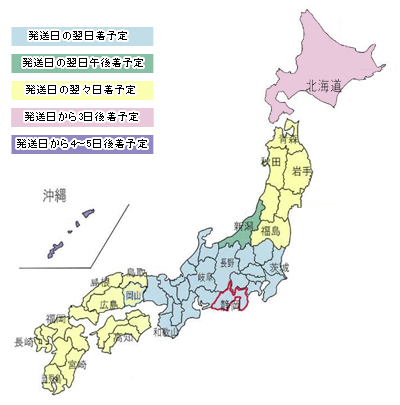 発送日の翌日着予定
発送日の翌日午後着予定
発送日の翌々日着予定
発送日から3日後着予定
発送日から4～5日後着予定
北海道
青森
秋田
岩手
沖縄
新潟
福島
長野
茨城
岐阜
鳥取
島根
岡山
静岡
広島
福岡
和歌山
高知
長崎
宮崎
鹿児島